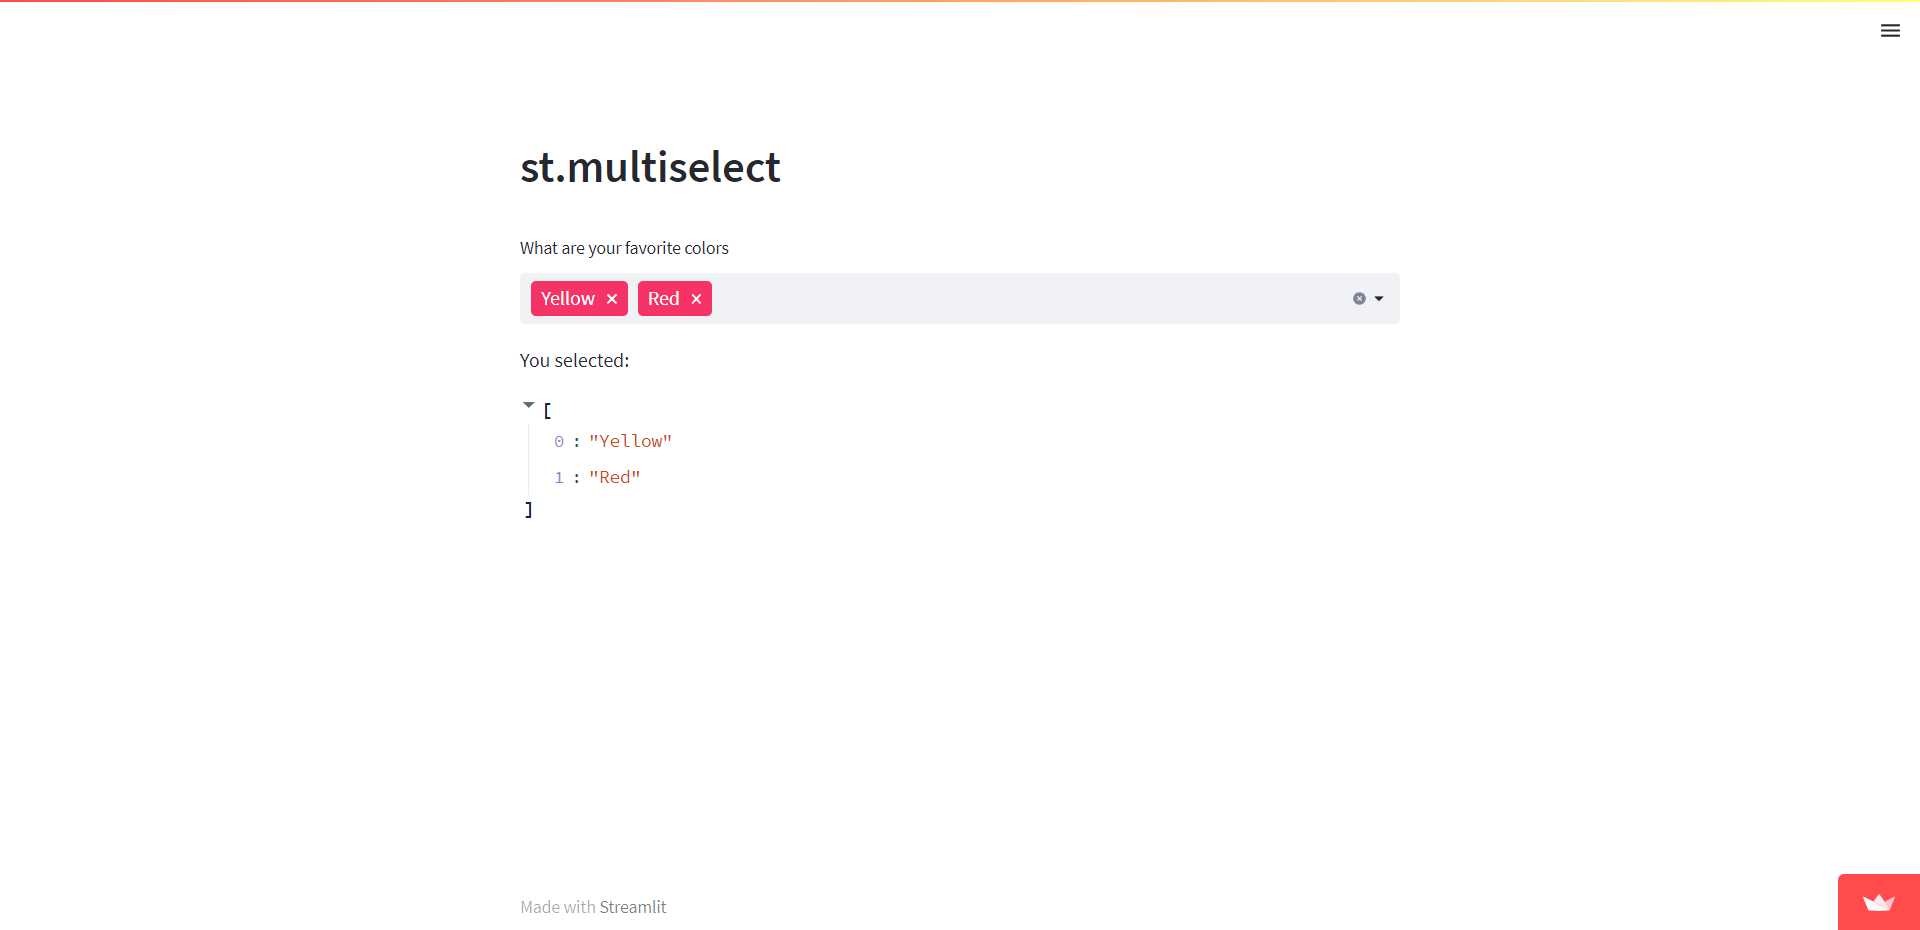 st.multiselect
What are your favorite colors
Yellow Red
You selected:
[
0 : "Yellow"
1 : "Red"
]
Made with Streamlit